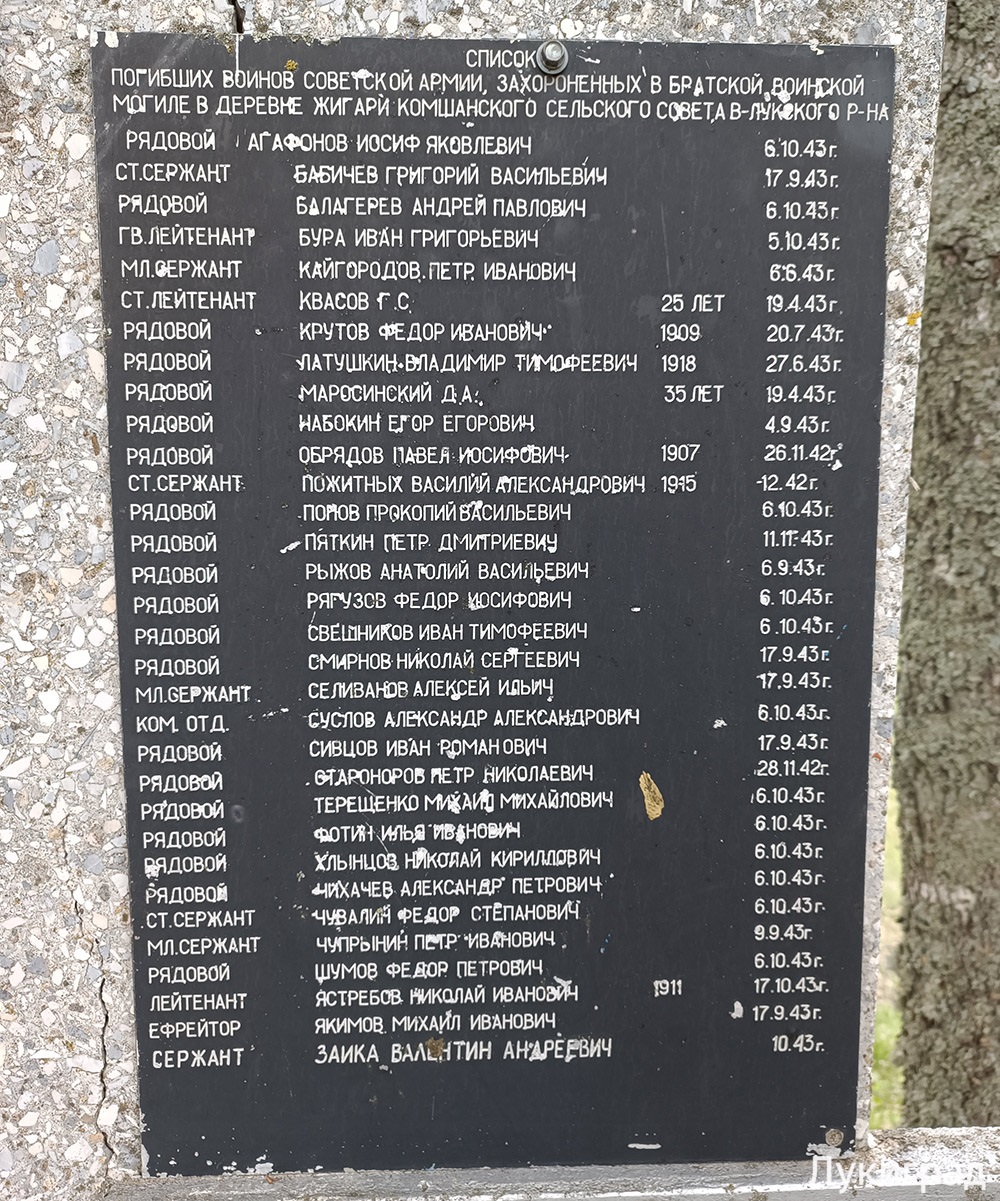 СПИСОК
ПОГИБШИХ ВОИНОВ СОВЕТСКОЙ АРМИИ, ЗАХОРОНЕННЫХ В БРАТСКОЙ ВОИНСКОЙ
МОГИЛЕ В ДЕРЕВНЕ ЖИГАРИ КОМШАНСКОГО СЕЛЬСКОГО СОВЕТА В-ЛУКСКОГО Р-НА
РЯДОВОЙ АГАФОНОВ ИОСИФ ЯКОВЛЕВИЧ 6.10.43г.
СТ.СЕРЖАНТ БАБИЧЕВ ГРИГОРИЙ ВАСИЛЬЕВИЧ 17.9.43г.
РЯДОВОЙ БАЛАГЕРЕВ АНДРЕЙ ПАВЛОВИЧ 6.10.43г.
ГВ.ЛЕЙТЕНАНТ БУРА ИВАН ГРИГОРЬЕВИЧ 5.10.43г.
МЛ.СЕРЖАНТ КАЙГОРОДОВ ПЕТР ИВАНОВИЧ 6.6.43г.
СТ.ЛЕЙТЕНАНТ КВАСОВ Г.С. 25 ЛЕТ 19.4.43г.
РЯДОВОЙ КРУТОВ ФЕДОР ИВАНОВИЧ 1909 20.7.43г.
РЯДОВОЙ ЛАТУШКИН ВЛАДИМИР ТИМОФЕЕВИЧ 1918 27.6.43г.
РЯДОВОЙ МАРОСИНСКИЙ Д.А. 35 ЛЕТ 19.4.43г.
РЯДОВОЙ НАБОКИН ЕГОР ЕГОРОВИЧ 4.9.43г.
РЯДОВОЙ ОБРЯДОВ ПАВЕЛ ИОСИФОВИЧ 1907 26.11.42г.
СТ.СЕРЖАНТ ПОЖИТНЫХ ВАСИЛИЙ АЛЕКСАНДРОВИЧ 1915 -12.42г.
РЯДОВОЙ ПОПОВ ПРОКОПИЙ ВАСИЛЬЕВИЧ 6.10.43г.
РЯДОВОЙ ПЯТКИН ПЕТР ДМИТРИЕВИЧ 11.11.43г.
РЯДОВОЙ РЫЖОВ АНАТОЛИЙ ВАСИЛЬЕВИЧ 6.9.43г.
РЯДОВОЙ РЯГУЗОВ ФЕДОР ИОСИФОВИЧ 6.10.43г.
РЯДОВОЙ СВЕШНИКОВ ИВАН ТИМОФЕЕВИЧ 6.10.43г.
РЯДОВОЙ СМИРНОВ НИКОЛАЙ СЕРГЕЕВИЧ 17.9.43г.
МЛ.СЕРЖАНТ СЕЛИВАНОВ АЛЕКСЕЙ ИЛЬИЧ 17.9.43г.
КОМ. ОТД. СУСЛОВ АЛЕКСАНДР АЛЕКСАНДРОВИЧ 6.10.43г.
РЯДОВОЙ СИВЦОВ ИВАН РОМАНОВИЧ 17.9.43г.
РЯДОВОЙ СТАРОНОРОВ ПЕТР НИКОЛАЕВИЧ 28.11.42г.
РЯДОВОЙ ТЕРЕЩЕНКО МИХАИЛ МИХАЙЛОВИЧ 6.10.43г.
РЯДОВОЙ ФОТИН ИЛЬЯ ИВАНОВИЧ 6.10.43г.
РЯДОВОЙ ХЛЫНЦОВ НИКОЛАЙ КИРИЛЛОВИЧ 6.10.43г.
РЯДОВОЙ ЧИХАЧЕВ АЛЕКСАНДР ПЕТРОВИЧ 6.10.43г.
СТ.СЕРЖАНТ ЧУВАЛИН ФЕДОР СТЕПАНОВИЧ 6.10.43г.
МЛ.СЕРЖАНТ ЧУПРЫНИН ПЕТР ИВАНОВИЧ 9.9.43г.
РЯДОВОЙ ШУМОВ ФЕДОР ПЕТРОВИЧ 6.10.43г.
ЛЕЙТЕНАНТ ЯСТРЕБОВ НИКОЛАЙ ИВАНОВИЧ 1911 17.10.43г.
ЕФРЕЙТОР ЯКИМОВ МИХАИЛ ИВАНОВИЧ 17.9.43г.
СЕРЖАНТ ЗАИКА ВАЛЕНТИН АНДРЕЕВИЧ 10.43г.
Лукиград